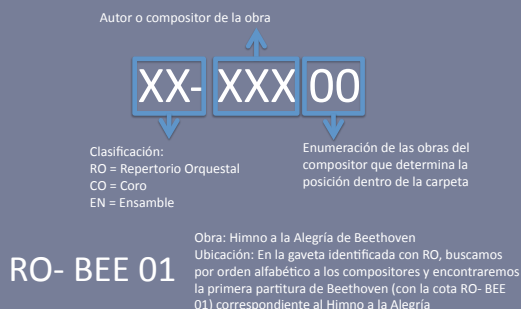 Autor o compositor de la obra
XX- XXX 00
Clasificación:
RO = Repertorio Orquestal
CO = Coro
EN = Ensamble
Enumeración de las obras del
compositor que determina la
posición dentro de la carpeta
RO- BEE 01
Obra: Himno a la Alegría de Beethoven
Ubicación: En la gaveta identificada con RO, buscamos
por orden alfabético a los compositores y encontraremos
la primera partitura de Beethoven (con la cota RO- BEE
01) correspondiente al Himno a la Alegría